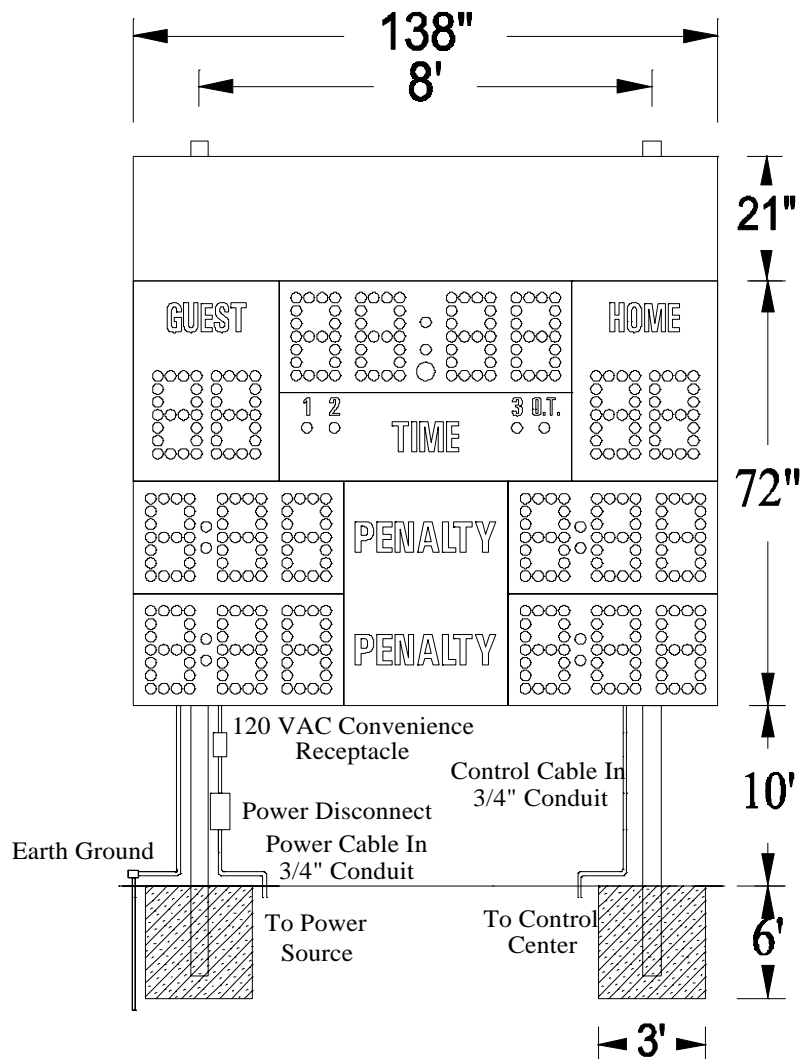 138"
8'
21"
GUEST
HOME
1 2
3 O.T.
TIME
72"
PENALTY
PENALTY
120 VAC Convenience
Receptacle
Control Cable In
3/4" Conduit
10'
Power Disconnect
Power Cable In
3/4" Conduit
Earth Ground
To Power
Source
To Control
Center
6'
3'